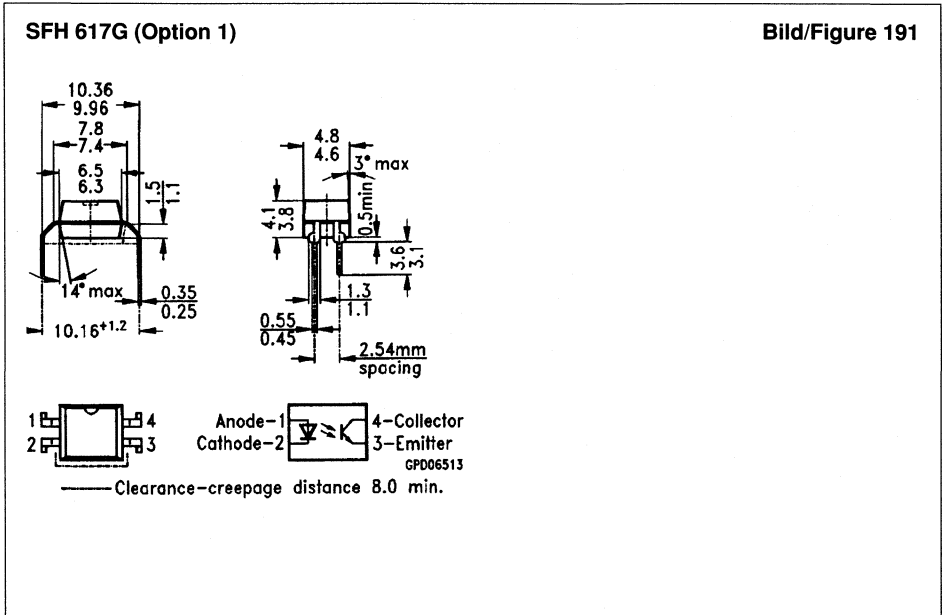 SFH 617G (Option 1)
Bild/Figure 191
10.36
9.96
7.8
7.4
6.5
6.3
1.5
1.1
14° max
0.35
0.25
10.16+1.2
4.8
4.6
3° max
4.1
3.8
0.5min
3.6
3.1
1.3
1.1
0.55
0.45
2.54mm
spacing
1
4
2
3
Anode-1
4-Collector
Cathode-2
3-Emitter
GPD06513
Clearance-creepage distance 8.0 min.